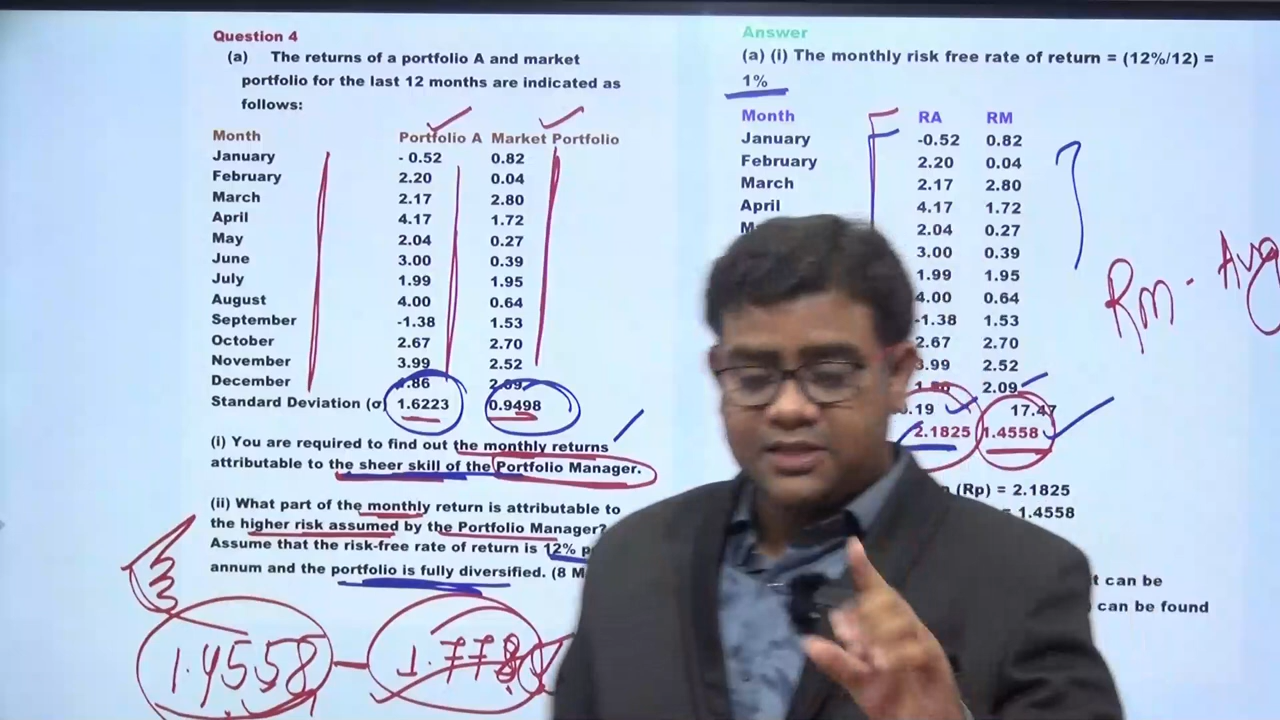 Question 4
(a) The returns of a portfolio A and market
portfolio for the last 12 months are indicated as
follows:
Month Portfolio A Market Portfolio
January - 0.52 0.82
February 2.20 0.04
March 2.17 2.80
April 4.17 1.72
May 2.04 0.27
June 3.00 0.39
July 1.99 1.95
August 4.00 0.64
September -1.38 1.53
October 2.67 2.70
November 3.99 2.52
December 1.86 2.09
Standard Deviation (σ 1.6223 0.9498
(i) You are required to find out the monthly returns
attributable to the sheer skill of the Portfolio Manager.
(ii) What part of the monthly return is attributable to
the higher risk assumed by the Portfolio Manager?
Assume that the risk-free rate of return is 12% p
annum and the portfolio is fully diversified. (8 M
1.4558 - 1.778
Answer
(a) (i) The monthly risk free rate of return = (12%/12) =
1%
Month RA RM
January -0.52 0.82
February 2.20 0.04
March 2.17 2.80
April 4.17 1.72
2.04 0.27
3.00 0.39
1.99 1.95
4.00 0.64
-1.38 1.53
2.67 2.70
3.99 2.52
1.86 2.09
.19 17.47
2.1825 1.4558
(Rp) = 2.1825
= 1.4558
t can be
can be found
Rm - Avg